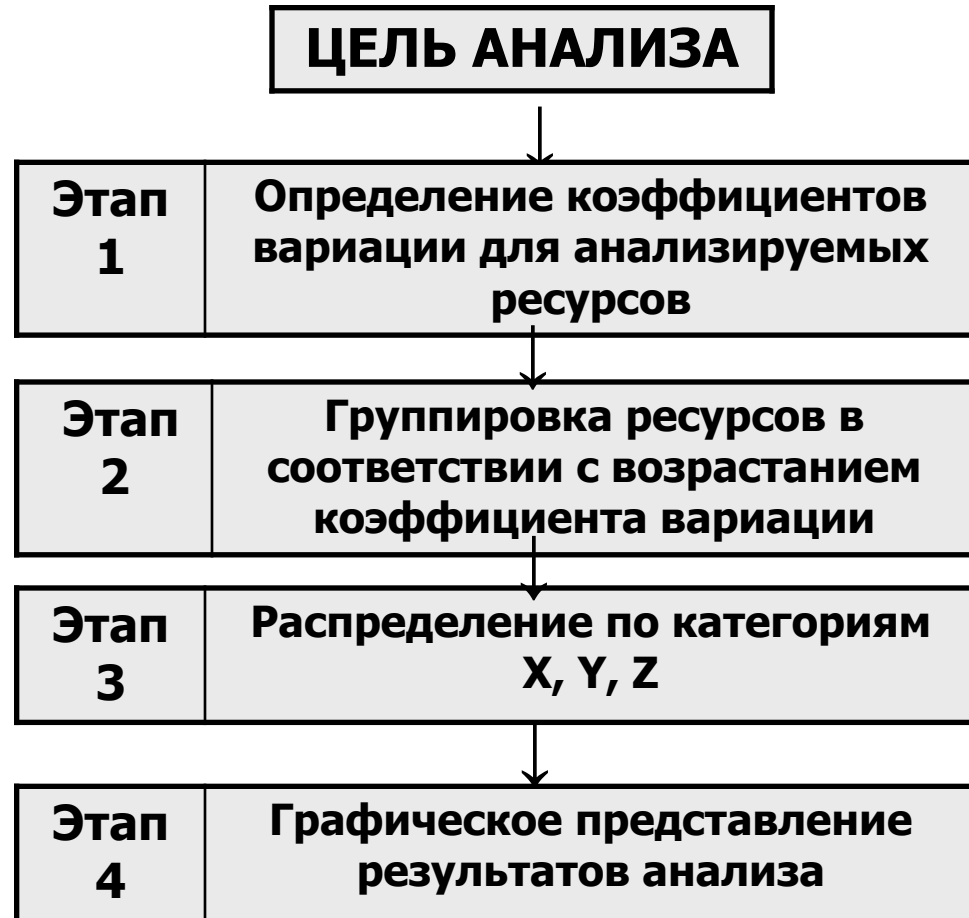 ЦЕЛЬ АНАЛИЗА
Этап
1
Определение коэффициентов
вариации для анализируемых
ресурсов
Этап
2
Группировка ресурсов в
соответствии с возрастанием
коэффициента вариации
Этап
3
Распределение по категориям
X, Y, Z
Этап
4
Графическое представление
результатов анализа